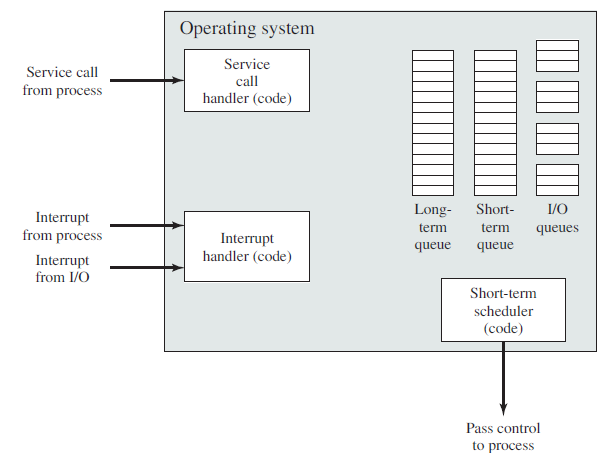 Operating system
Service call
from process
Service
call
handler (code)
Interrupt
from process
Interrupt
from I/O
Interrupt
handler (code)
Long-
term
queue
Short-
term
queue
I/O
queues
Short-term
scheduler
(code)
Pass control
to process